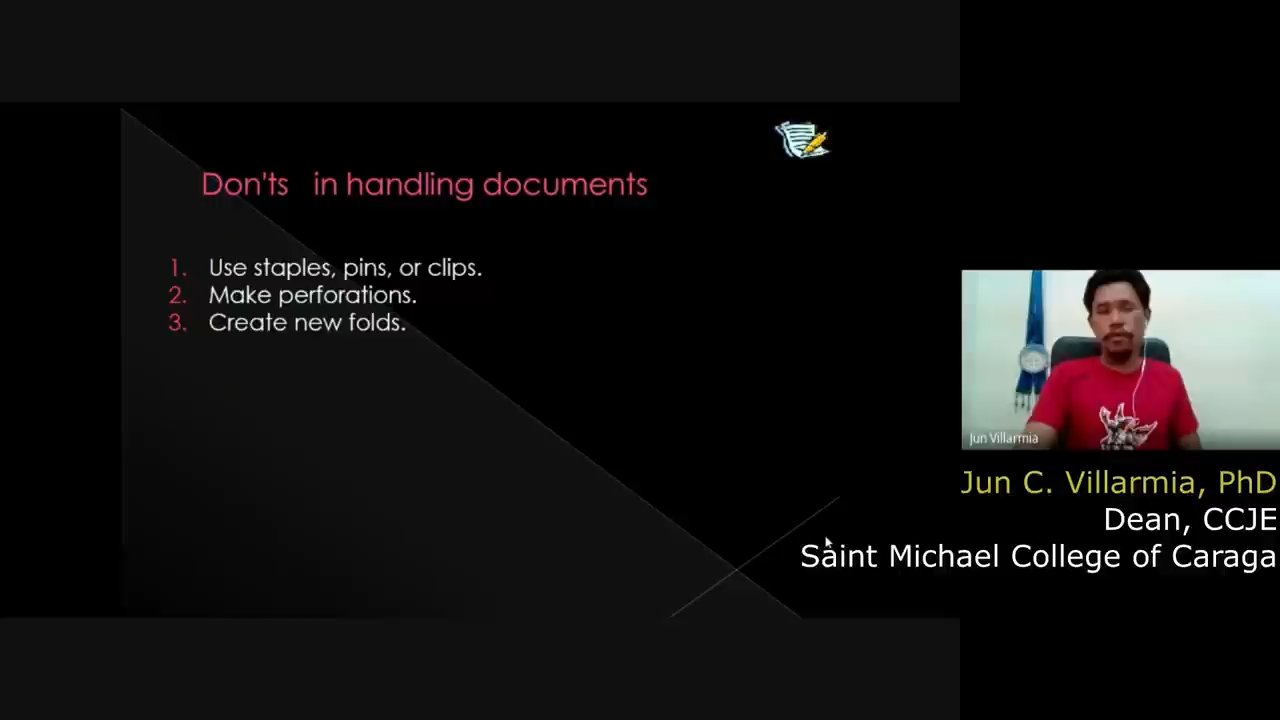 Don'ts in handling documents
1. Use staples, pins, or clips.
2. Make perforations.
3. Create new folds.
Jun Villarmia
Jun C. Villarmia, PhD
Dean, CCJE
Saint Michael College of Caraga